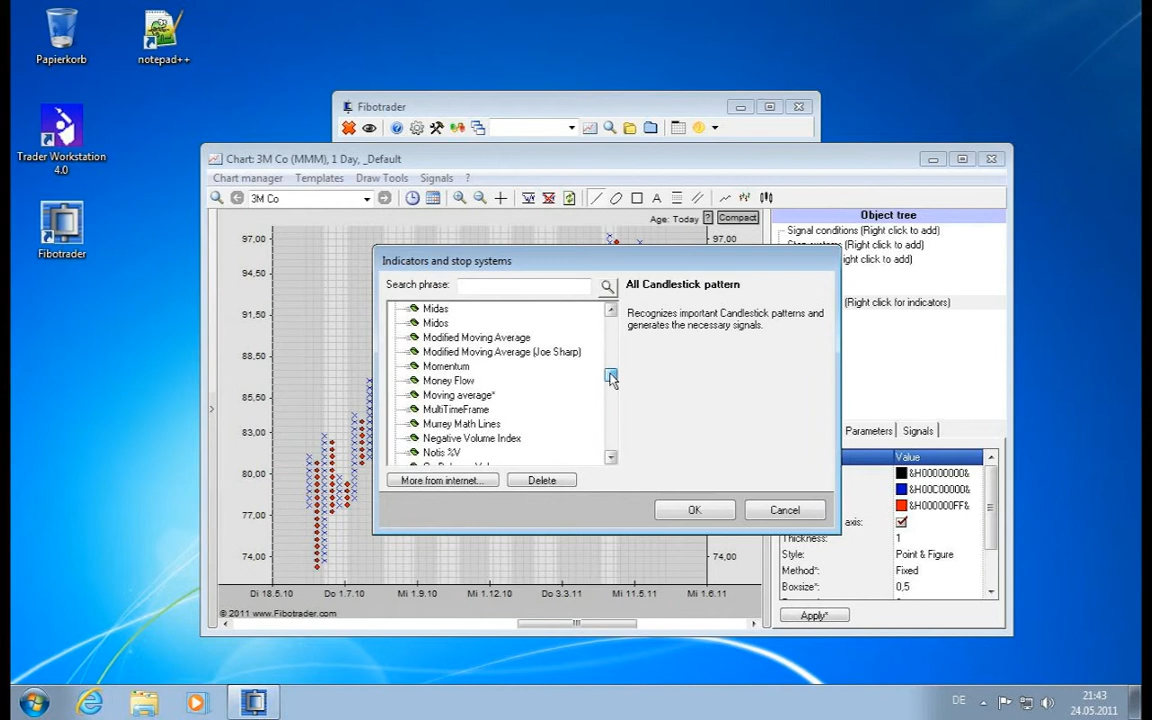 Papierkorb
notepad++
Trader Workstation
4.0
Fibotrader
Fibotrader
Chart: 3M Co (MMM), 1 Day, _Default
Chart manager Templates Draw Tools Signals ?
3M Co
Age: Today ? Compact
97,00
94,50
91,50
88,50
85,50
83,00
80,00
77,00
74,00
97,00
74,00
Di 18.5.10 Do 1.7.10 Mi 1.9.10 Mi 1.12.10 Do 3.3.11 Mi 11.5.11 Mi 1.6.11
© 2011 www.Fibotrader.com
Object tree
Signal conditions (Right click to add)
(Right click to add)
right click to add)
(Right click for indicators)
Indicators and stop systems
Search phrase:
Midas
Midos
Modified Moving Average
Modified Moving Average (Joe Sharp)
Momentum
Money Flow
Moving average*
MultiTimeFrame
Murrey Math Lines
Negative Volume Index
Notis %V
All Candlestick pattern
Recognizes important Candlestick patterns and
generates the necessary signals.
More from internet... Delete
OK Cancel
Parameters Signals
Value
&H00000000&
&H00C00000&
&H000000FF&
axis:
Thickness: 1
Style: Point & Figure
Method*: Fixed
Boxsize*: 0,5
Apply*
DE
21:43
24.05.2011